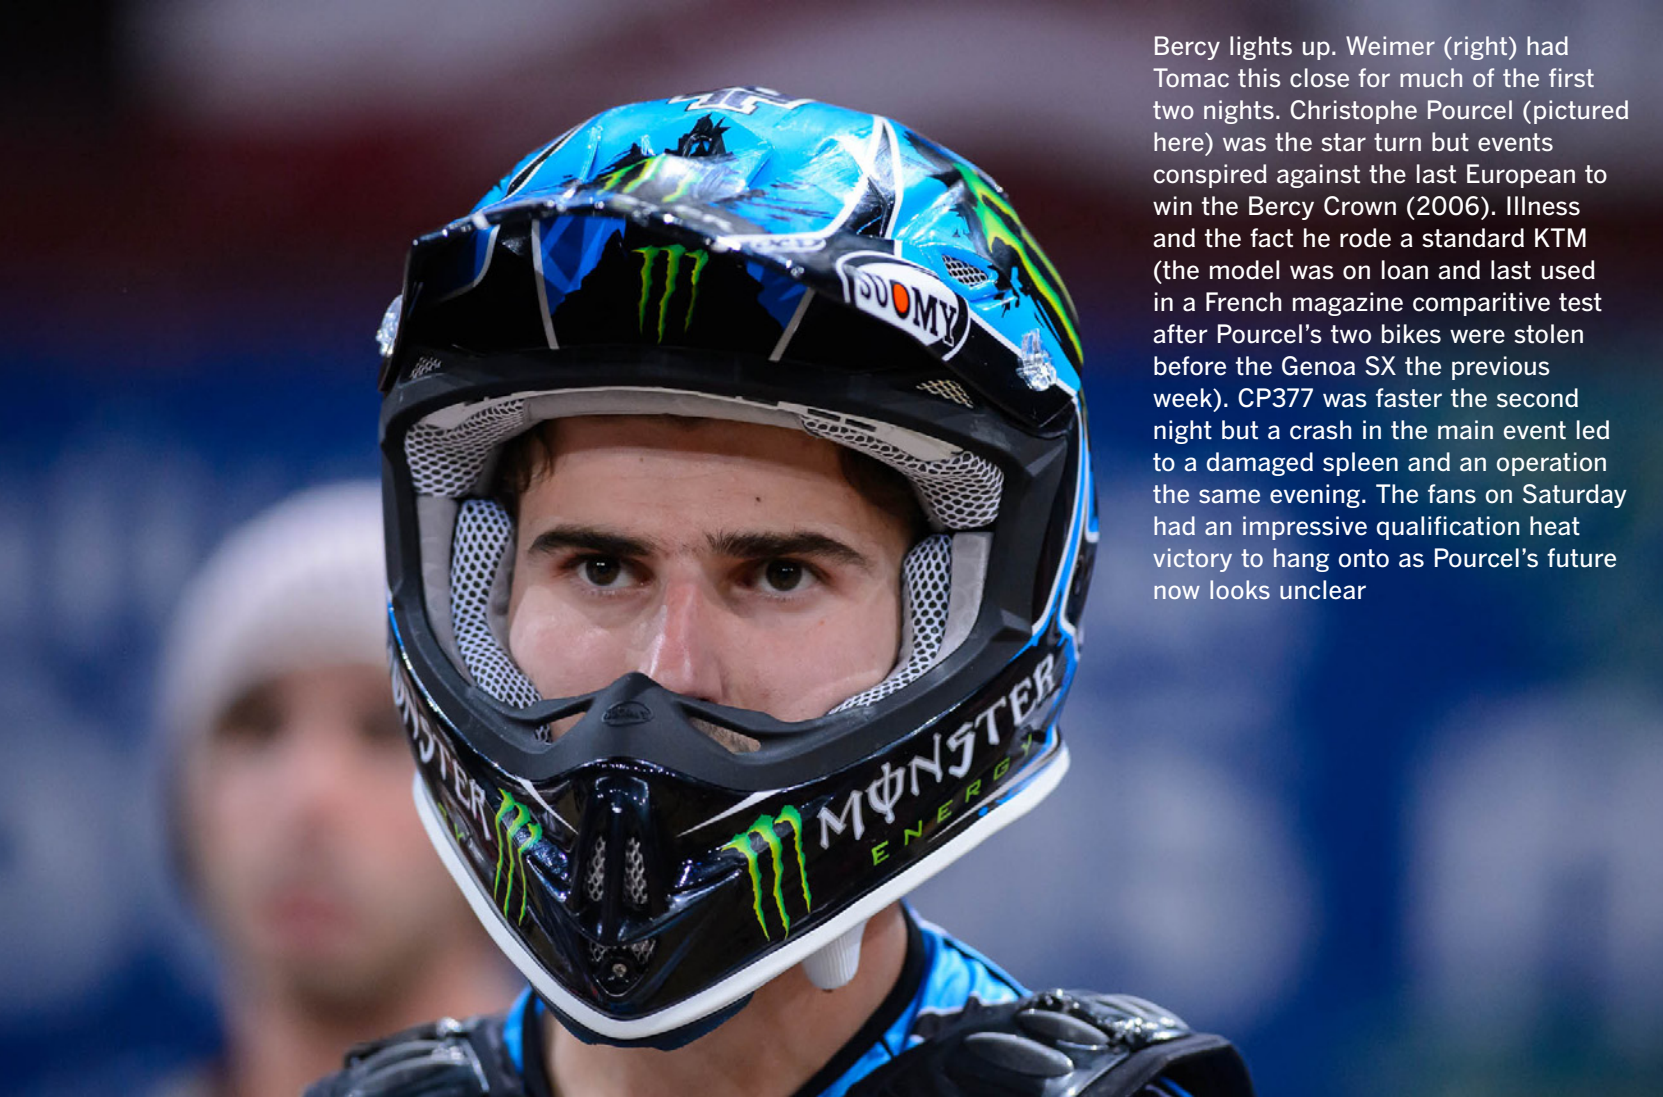 Bercy lights up. Weimer (right) had
Tomac this close for much of the first
two nights. Christophe Pourcel (pictured
here) was the star turn but events
conspired against the last European to
win the Bercy Crown (2006). Illness
and the fact he rode a standard KTM
(the model was on loan and last used
in a French magazine comparitive test
after Pourcel’s two bikes were stolen
before the Genoa SX the previous
week). CP377 was faster the second
night but a crash in the main event led
to a damaged spleen and an operation
the same evening. The fans on Saturday
had an impressive qualification heat
victory to hang onto as Pourcel’s future
now looks unclear
SUOMY
MONSTER
ENERGY